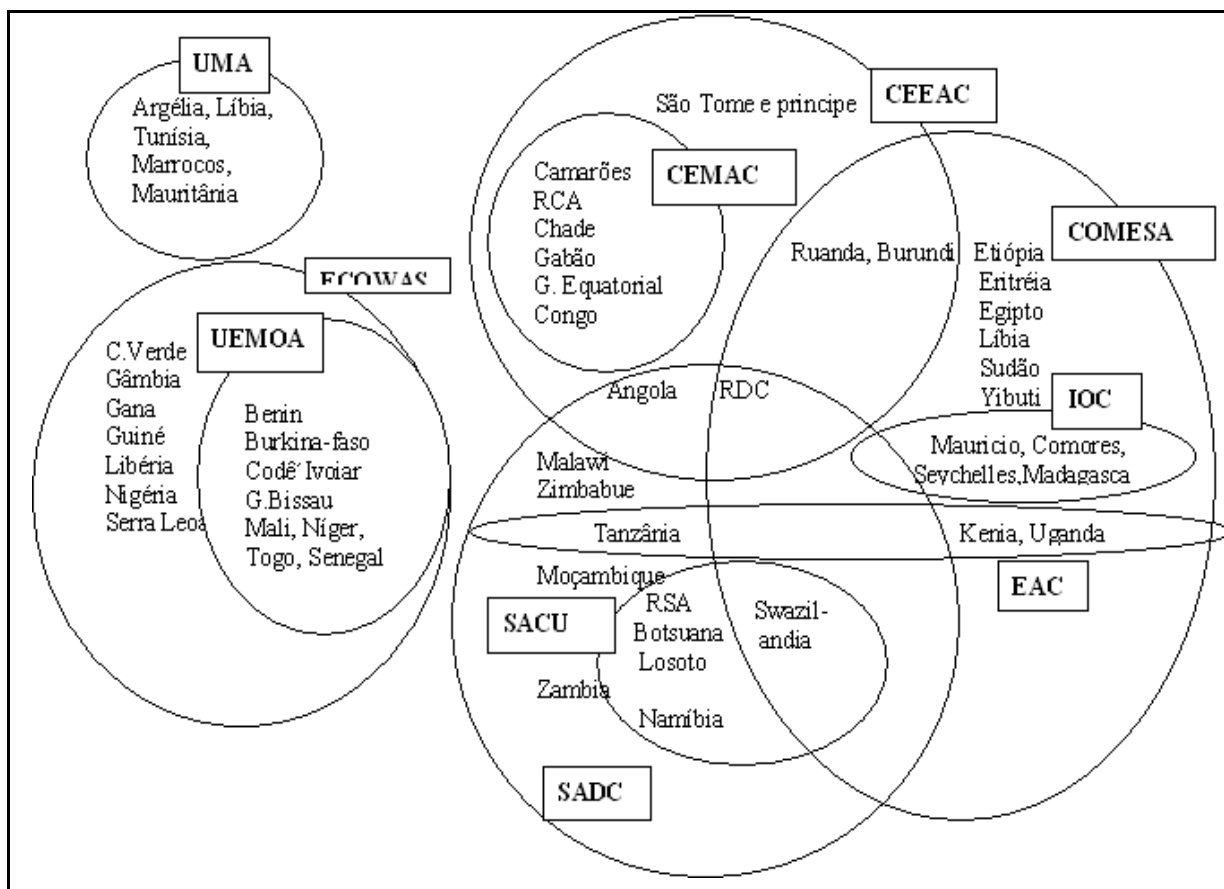 UMA
Argélia, Líbia,
Tunísia,
Marrocos,
Mauritânia
ECOWAS
UEMOA
C.Verde
Gâmbia
Gana
Guiné
Libéria
Nigéria
Serra Leoa
Benin
Burkina-faso
Codê´Ivoiar
G.Bissau
Mali, Níger,
Togo, Senegal
CEEAC
São Tome e principe
CEMAC
Camarões
RCA
Chade
Gabão
G. Equatorial
Congo
COMESA
Ruanda, Burundi
Etiópia
Eritréia
Egipto
Líbia
Sudão
Yibuti
IOC
Mauricio, Comores,
Seychelles,Madagasca
Angola
RDC
Malawi
Zimbabue
Tanzânia
Kenia, Uganda
EAC
Moçambique
SACU
RSA
Botsuana
Losoto
Swazil-
andia
Zambia
Namíbia
SADC